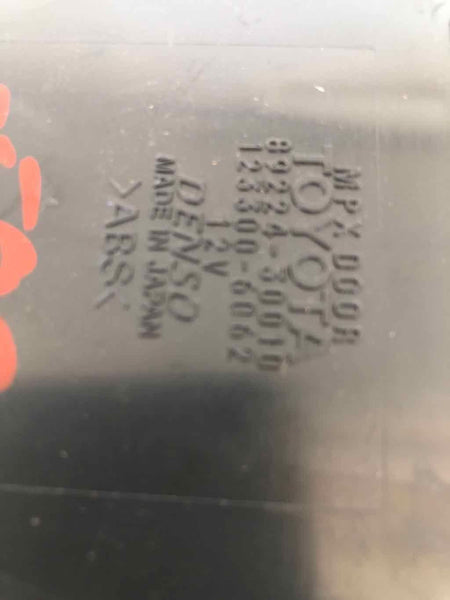 MPX DOOR
TOYOTA
89224-30010
123300-6062
12V
DENSO
MADE IN JAPAN
>ABS<